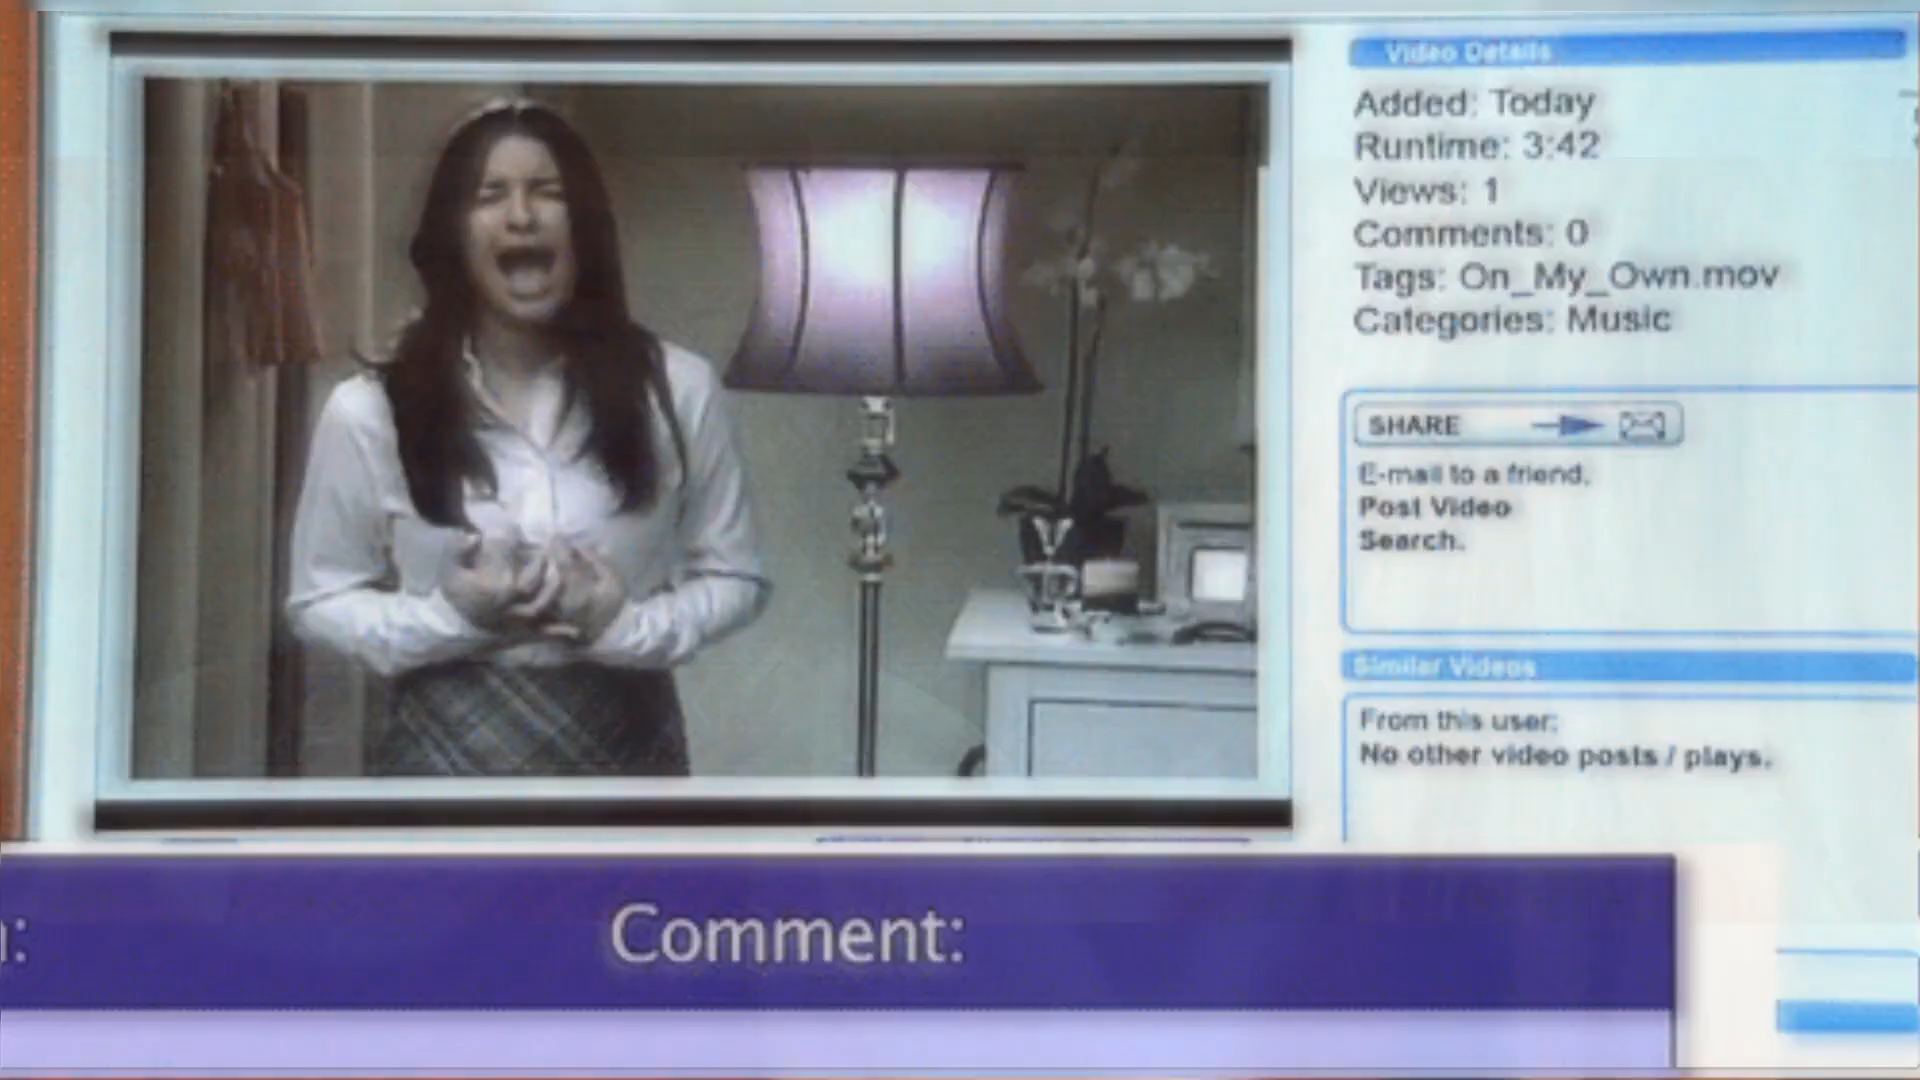 Video Details
Added: Today
Runtime: 3:42
Views: 1
Comments: 0
Tags: On_My_Own.mov
Categories: Music
SHARE
E-mail to a friend.
Post Video
Search.
Similar Videos
From this user:
No other video posts / plays.
Comment: